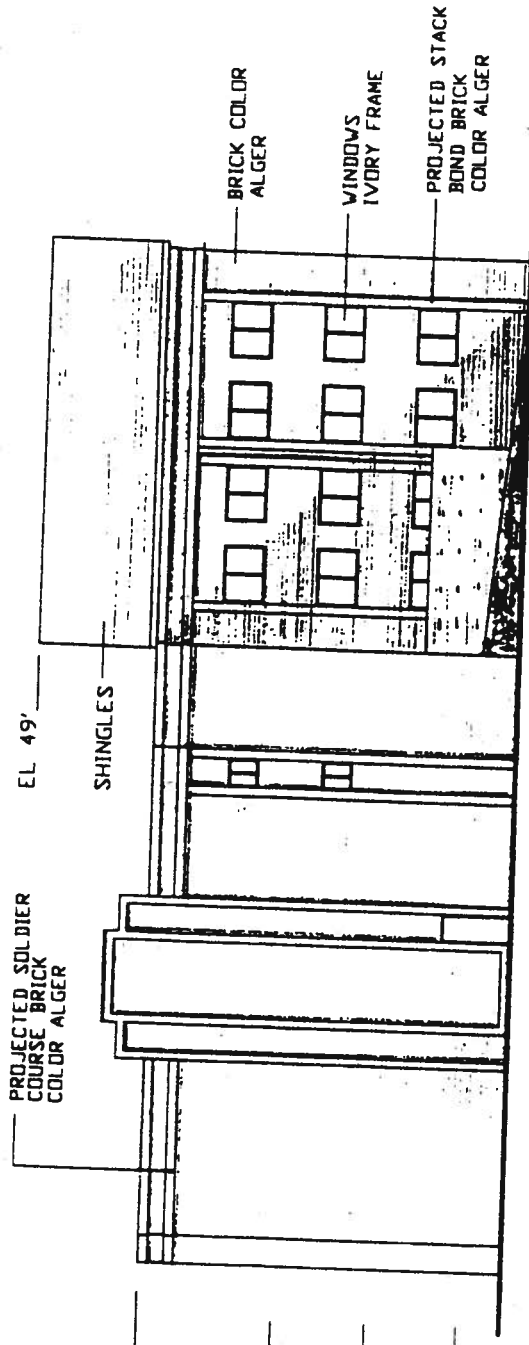 PROJECTED SOLDIER
COURSE BRICK
COLOR ALGER
EL 49'
SHINGLES
BRICK COLOR
ALGER
WINDOWS
IVORY FRAME
PROJECTED STACK
BOND BRICK
COLOR ALGER